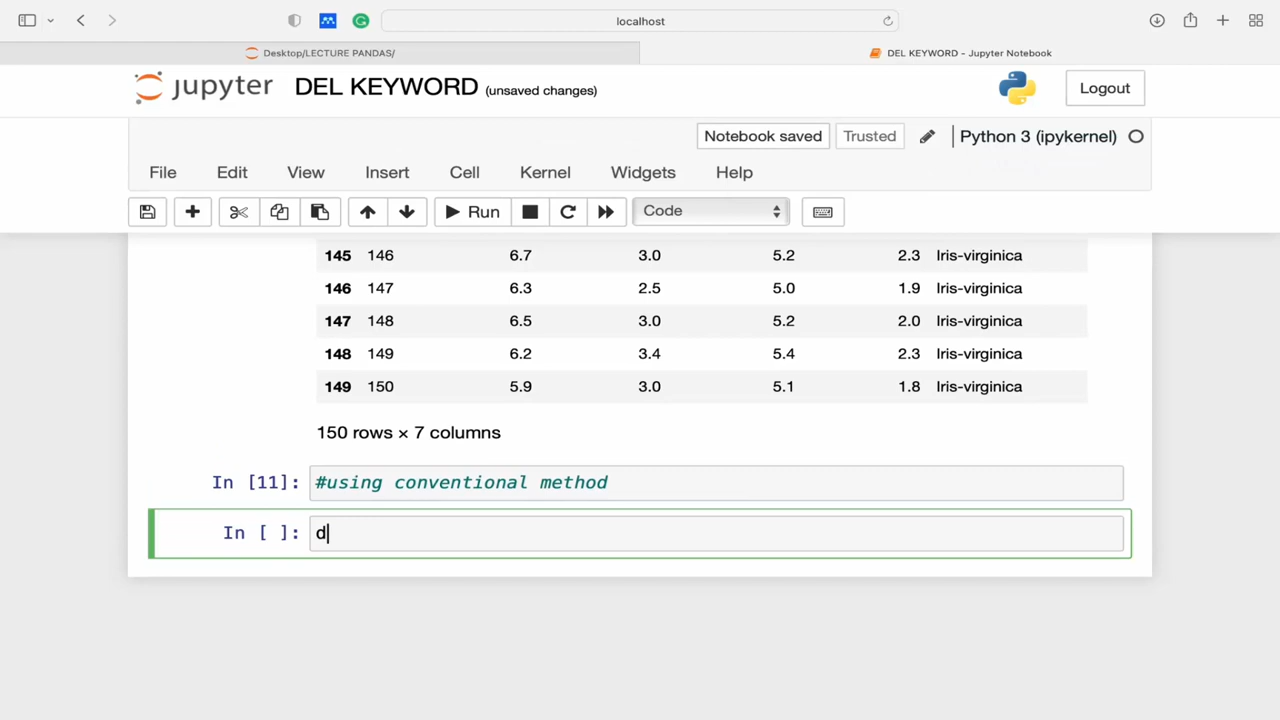 localhost
Desktop/LECTURE PANDAS/
DEL KEYWORD - Jupyter Notebook
jupyter DEL KEYWORD (unsaved changes)
Logout
Notebook saved Trusted Python 3 (ipykernel)
File Edit View Insert Cell Kernel Widgets Help
Run Code
145 146 6.7 3.0 5.2 2.3 Iris-virginica
146 147 6.3 2.5 5.0 1.9 Iris-virginica
147 148 6.5 3.0 5.2 2.0 Iris-virginica
148 149 6.2 3.4 5.4 2.3 Iris-virginica
149 150 5.9 3.0 5.1 1.8 Iris-virginica
150 rows × 7 columns
In [11]: #using conventional method
In [ ]: d